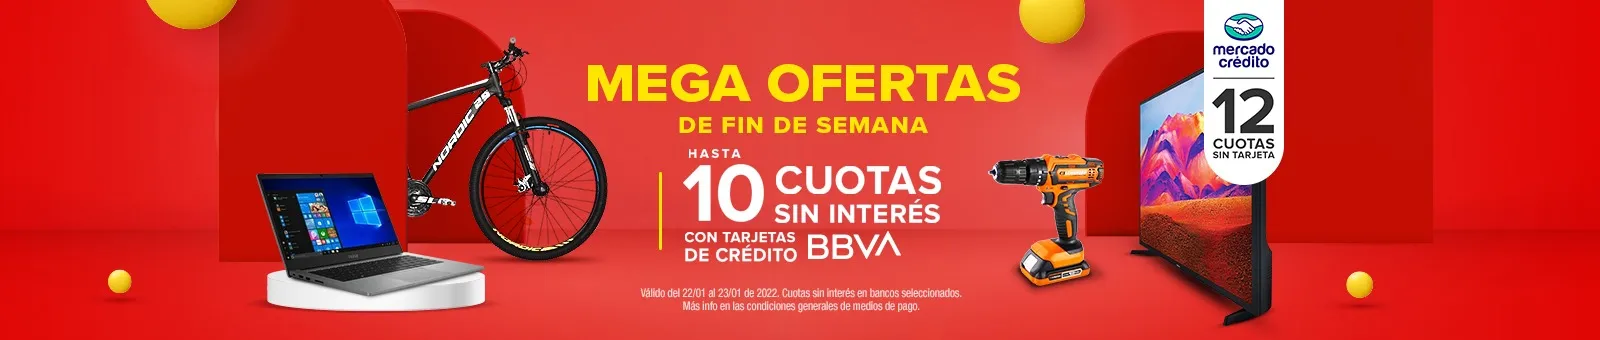 MEGA OFERTAS
DE FIN DE SEMANA
HASTA
10 CUOTAS
SIN INTERÉS
CON TARJETAS
DE CRÉDITO BBVA
Válido del 22/01 al 23/01 de 2022. Cuotas sin interés en bancos seleccionados.
Más info en las condiciones generales de medios de pago.
mercado
crédito
12
CUOTAS
SIN TARJETA
NORDIC 29